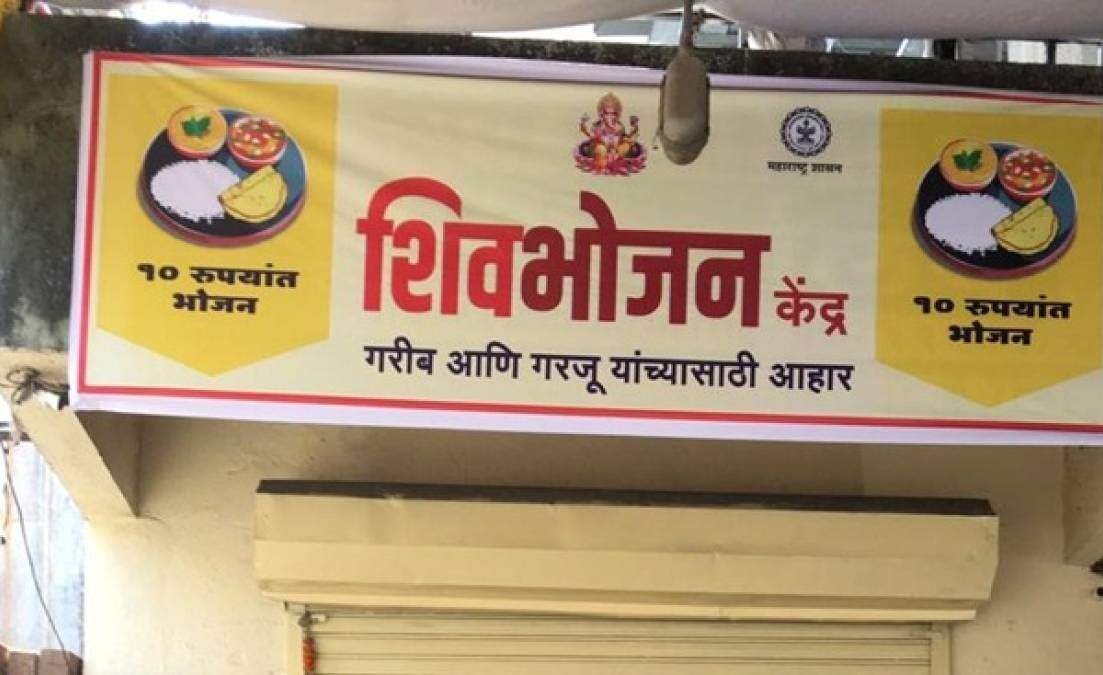 महाराष्ट्र शासन
१० रुपयांत
भोजन
शिवभोजन केंद्र
गरीब आणि गरजू यांच्यासाठी आहार
१० रुपयांत
भोजन